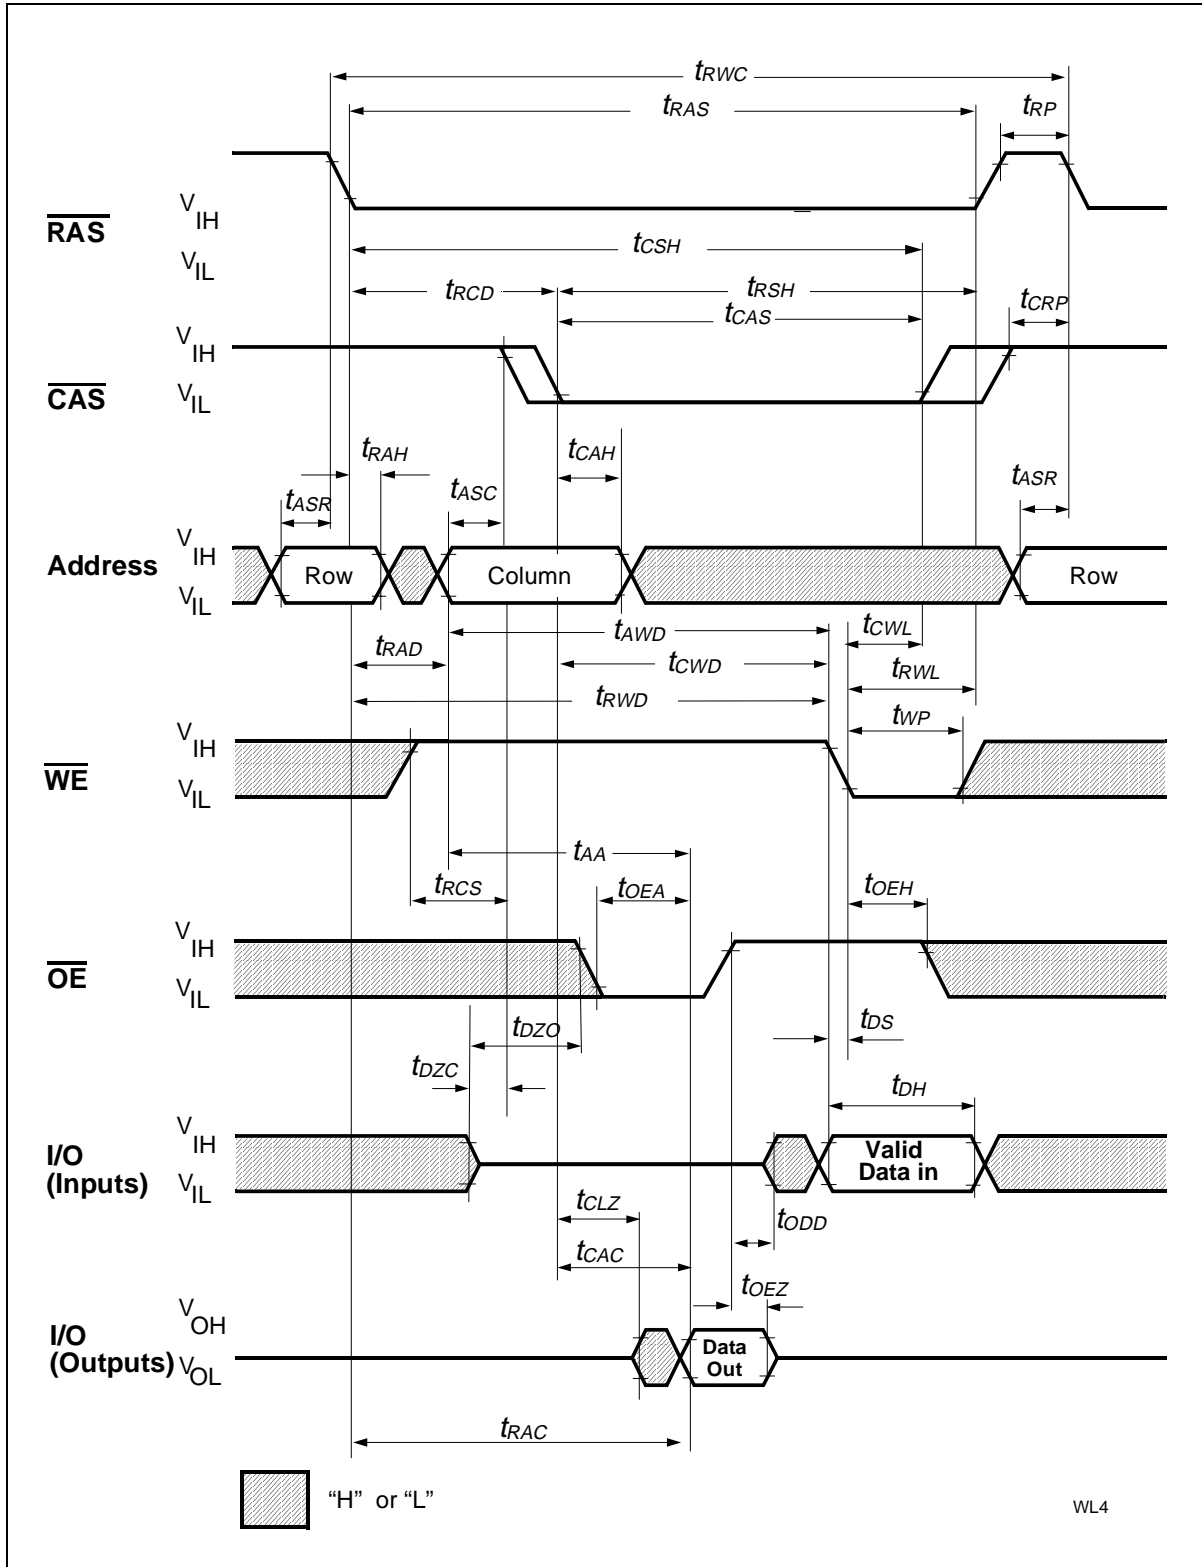 tRWC
tRAS
tRP
RAS
VIH
VIL
tCSH
tRCD
tRSH
tCAS
tCRP
CAS
VIH
VIL
tRAH
tCAH
tASR
tASC
tASR
Address
VIH
VIL
Row
Column
Row
tAWD
tCWL
tRAD
tCWD
tRWL
tRWD
tWP
WE
VIH
VIL
tAA
tRCS
tOEA
tOEH
OE
VIH
VIL
tDZO
tDS
tDZC
tDH
I/O
(Inputs)
VIH
VIL
Valid
Data in
tCLZ
tODD
tCAC
tOEZ
I/O
(Outputs)
VOH
VOL
Data
Out
tRAC
“H” or “L”
WL4